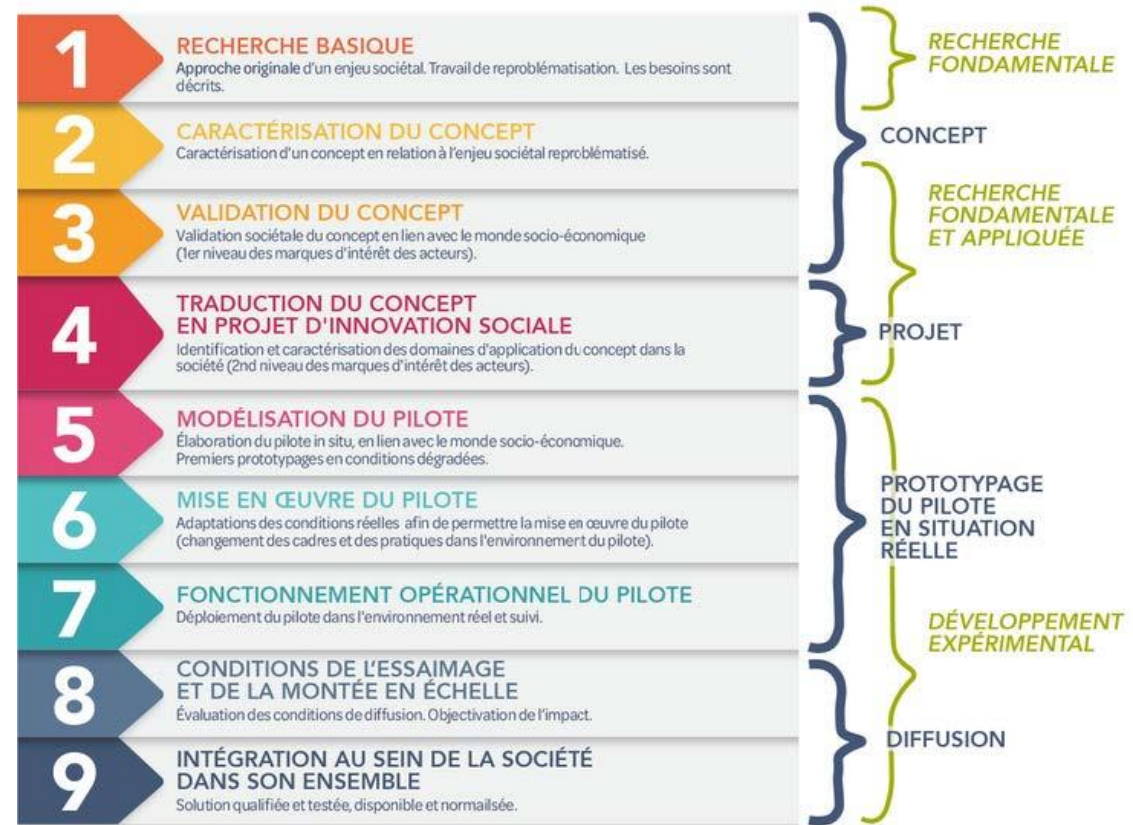 1
RECHERCHE BASIQUE
Approche originale d'un enjeu sociétal. Travail de reproblématisation. Les besoins sont
décrits.
2
CARACTÉRISATION DU CONCEPT
Caractérisation d'un concept en relation à l'enjeu sociétal reproblématisé.
3
VALIDATION DU CONCEPT
Validation sociétale du concept en lien avec le monde socio-économique
(1er niveau des marques d'intérêt des acteurs).
4
TRADUCTION DU CONCEPT
EN PROJET D'INNOVATION SOCIALE
Identification et caractérisation des domaines d'application du concept dans la
société (2nd niveau des marques d'intérêt des acteurs).
5
MODÉLISATION DU PILOTE
Élaboration du pilote in situ, en lien avec le monde socio-économique.
Premiers prototypages en conditions dégradées.
6
MISE EN ŒUVRE DU PILOTE
Adaptations des conditions réelles afin de permettre la mise en œuvre du pilote
(changement des cadres et des pratiques dans l'environnement du pilote).
7
FONCTIONNEMENT OPÉRATIONNEL DU PILOTE
Déploiement du pilote dans l'environnement réel et suivi.
8
CONDITIONS DE L'ESSAIMAGE
ET DE LA MONTÉE EN ÉCHELLE
Évaluation des conditions de diffusion. Objectivation de l'impact.
9
INTÉGRATION AU SEIN DE LA SOCIÉTÉ
DANS SON ENSEMBLE
Solution qualifiée et testée, disponible et normailsée.
CONCEPT
PROJET
PROTOTYPAGE
DU PILOTE
EN SITUATION
RÉELLE
DIFFUSION
RECHERCHE
FONDAMENTALE
RECHERCHE
FONDAMENTALE
ET APPLIQUÉE
DÉVELOPPEMENT
EXPÉRIMENTAL